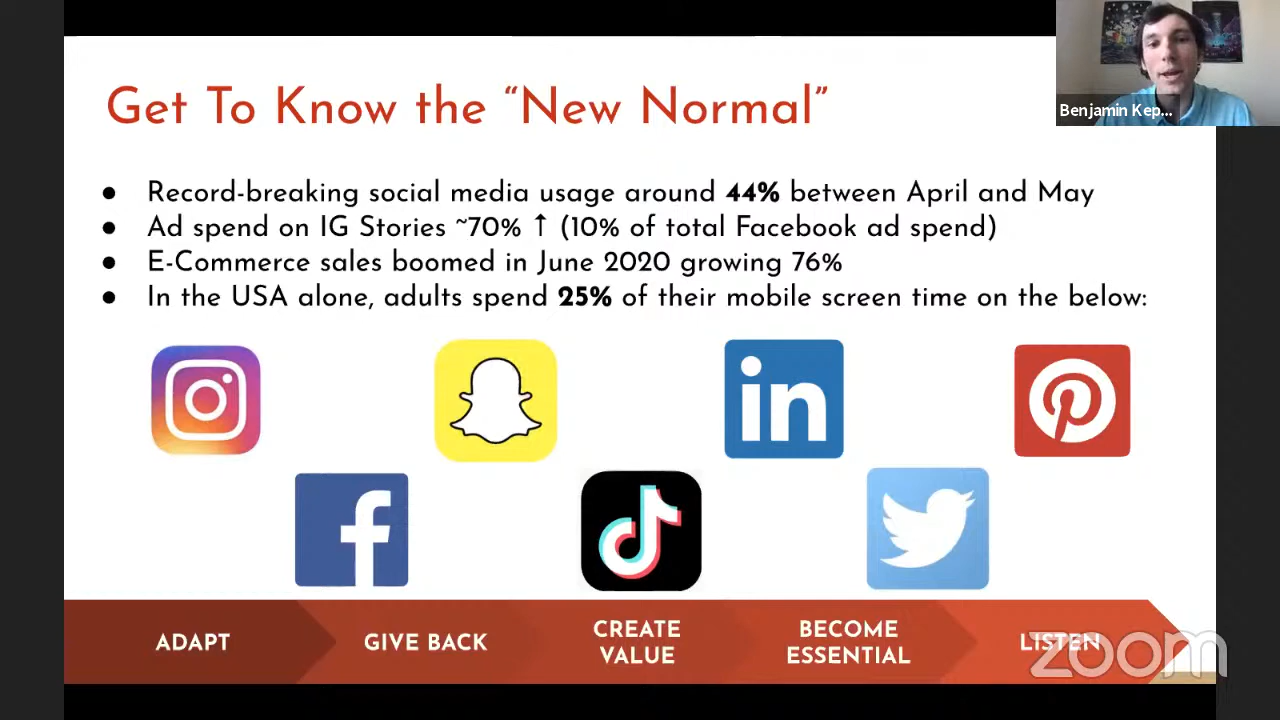 Get To Know the “New Normal”
Benjamin Kep...
● Record-breaking social media usage around 44% between April and May
● Ad spend on IG Stories ~70% ↑ (10% of total Facebook ad spend)
● E-Commerce sales boomed in June 2020 growing 76%
● In the USA alone, adults spend 25% of their mobile screen time on the below:
in
ADAPT
GIVE BACK
CREATE
VALUE
BECOME
ESSENTIAL
LISTEN
zoom